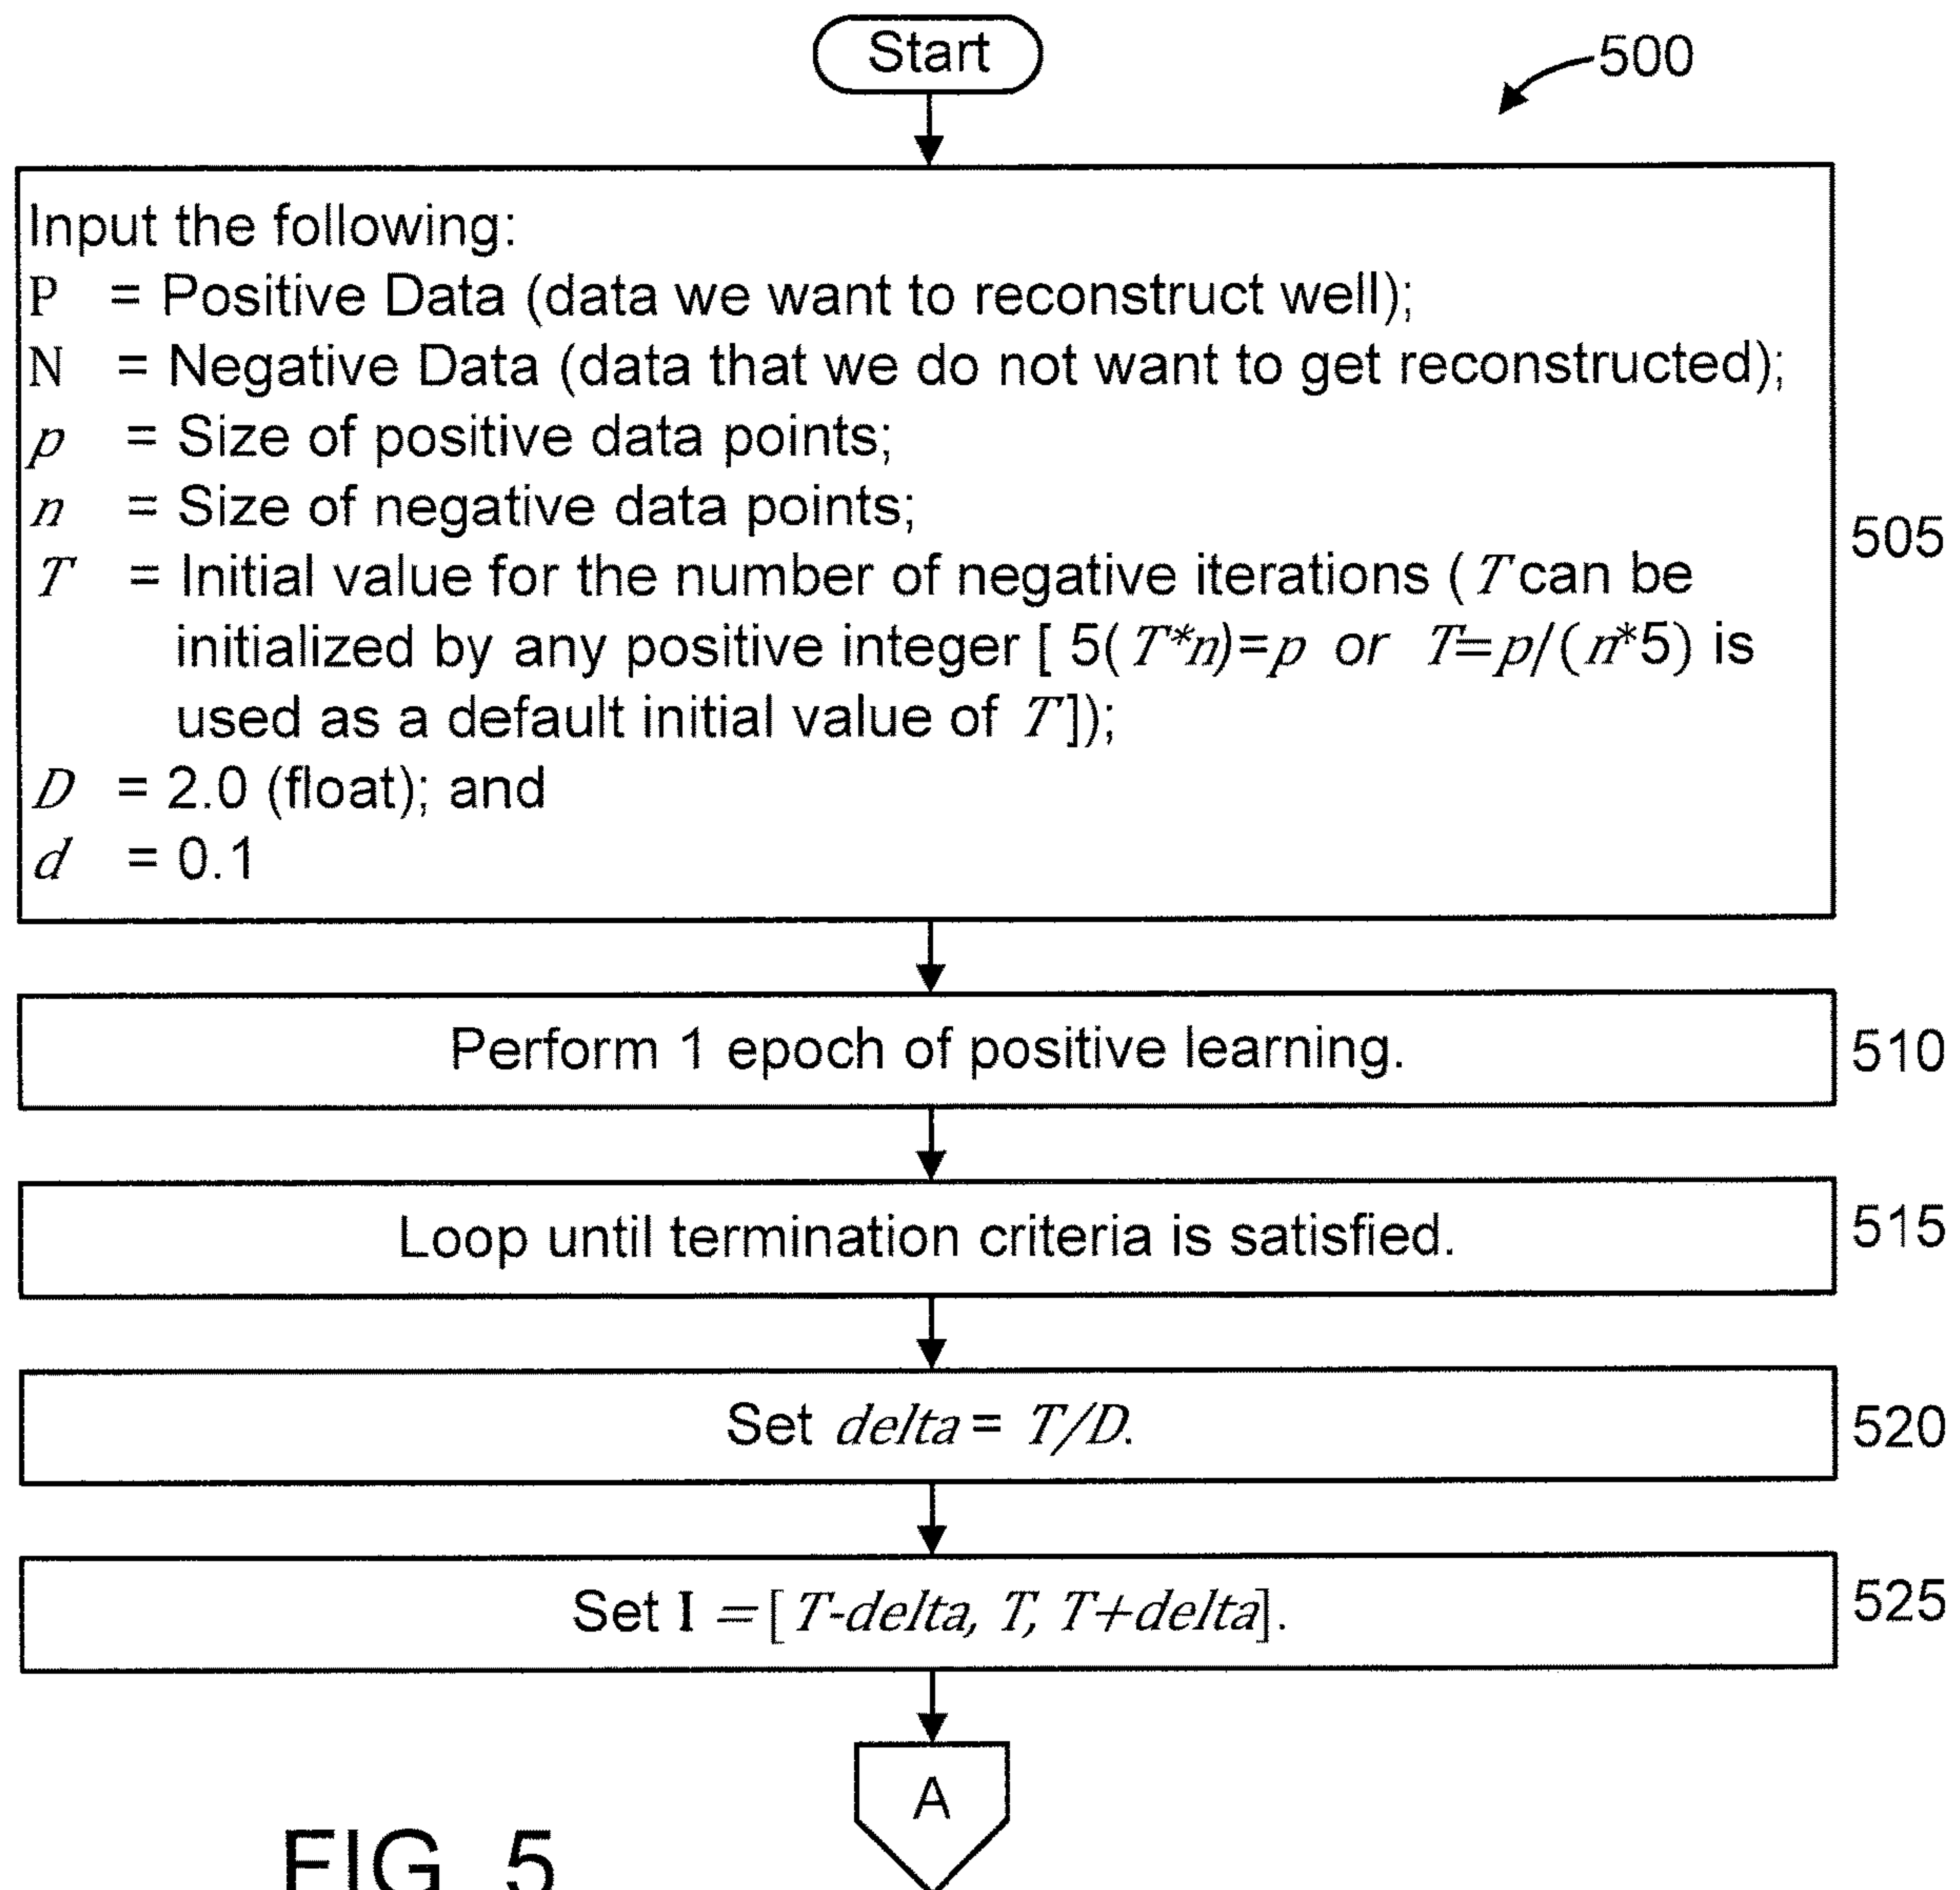 Start
500
Input the following:
P = Positive Data (data we want to reconstruct well);
N = Negative Data (data that we do not want to get reconstructed);
p = Size of positive data points;
n = Size of negative data points;
T = Initial value for the number of negative iterations (T can be
initialized by any positive integer [ 5(T*n)=p or T=p/(n*5) is
used as a default initial value of T]);
D = 2.0 (float); and
d = 0.1
505
Perform 1 epoch of positive learning.
510
Loop until termination criteria is satisfied.
515
Set delta = T/D.
520
Set I = [T-delta, T, T+delta].
525
A
FIG. 5